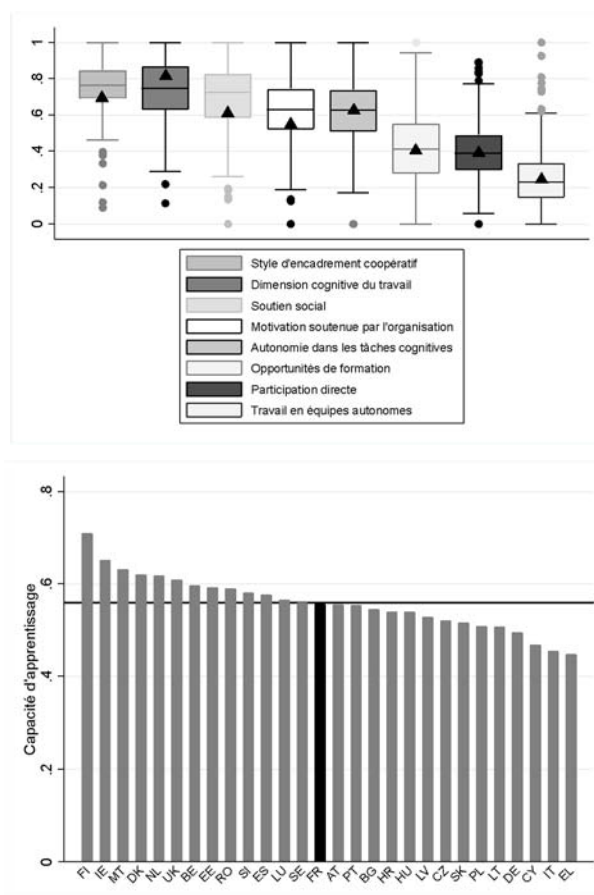 1
.8
.6
.4
.2
0
Style d'encadrement coopératif
Dimension cognitive du travail
Soutien social
Motivation soutenue par l'organisation
Autonomie dans les tâches cognitives
Opportunités de formation
Participation directe
Travail en équipes autonomes
Capacité d'apprentissage
.8
.6
.4
.2
0
FI IE MT DK NL UK BE EE RO SI ES LU SE FR AT PT BG HR HU LV CZ SK PL LT DE CY IT EL